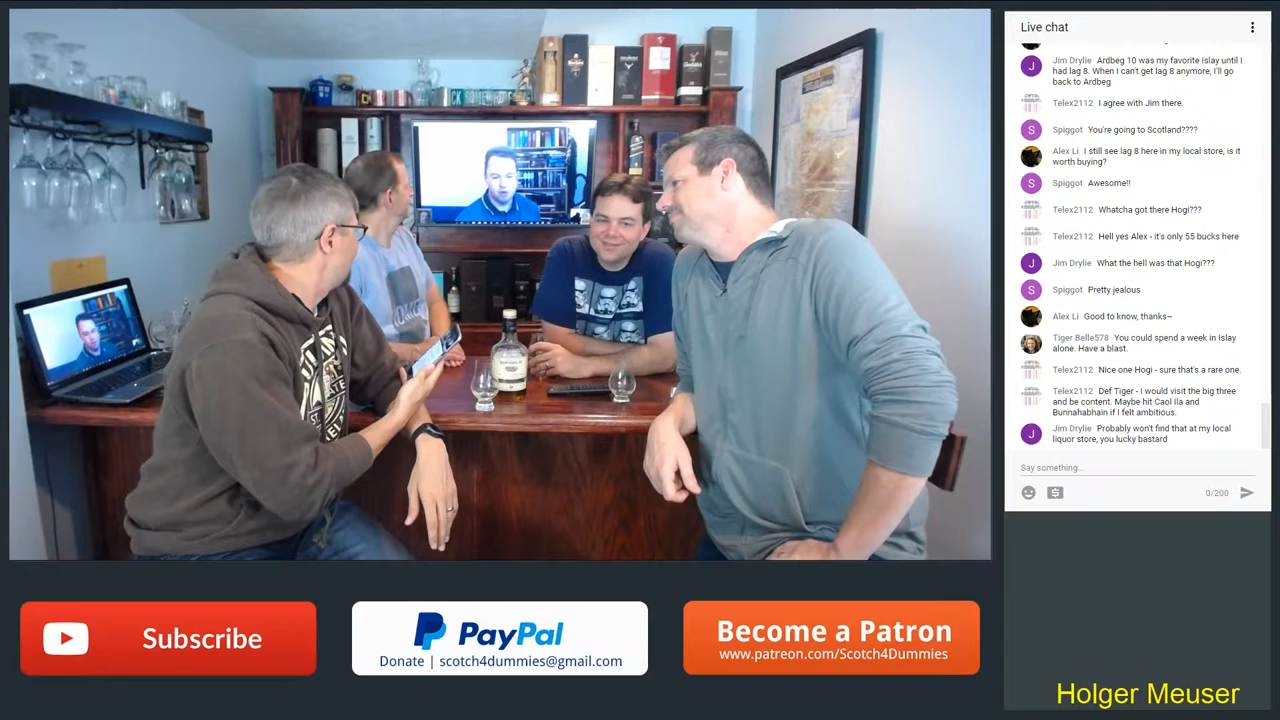 Live chat
Jim Drylie Ardbeg 10 was my favorite Islay until I
had lag 8. When I can't get lag 8 anymore, I'll go
back to Ardbeg
Telex2112 I agree with Jim there.
S Spiggot You're going to Scotland????
Alex Li I still see lag 8 here in my local store, is it
worth buying?
S Spiggot Awesome!!
Telex2112 Whatcha got there Hogi???
Telex2112 Hell yes Alex - it's only 55 bucks here
J Jim Drylie What the hell was that Hogi???
S Spiggot Pretty jealous
Alex Li Good to know, thanks~
Tiger Belle578 You could spend a week in Islay
alone. Have a blast.
Telex2112 Nice one Hogi - sure that's a rare one.
Telex2112 Def Tiger - I would visit the big three
and be content. Maybe hit Caol Ila and
Bunnahabhain if I felt ambitious.
J Jim Drylie Probably won't find that at my local
liquor store, you lucky bastard
Say something...
0/200
Subscribe
PayPal
Donate | scotch4dummies@gmail.com
Become a Patron
www.patreon.com/Scotch4Dummies
Holger Meuser